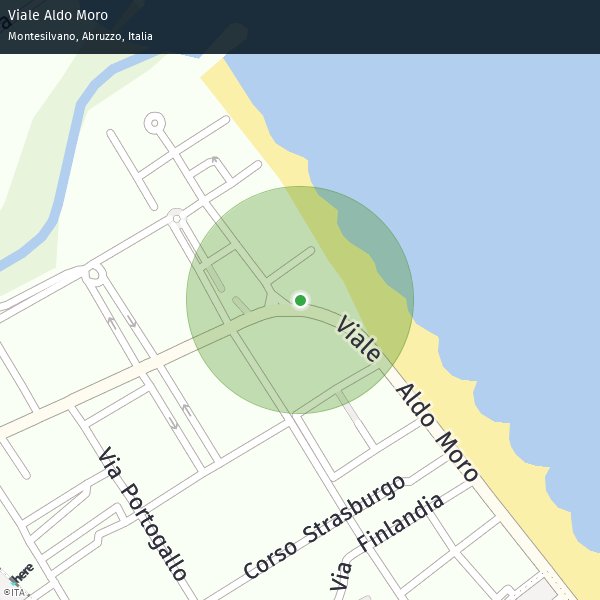 Viale Aldo Moro
Montesilvano, Abruzzo, Italia
Viale Aldo Moro
Via Portogallo
Corso Strasburgo
Via Finlandia
here
©ITA